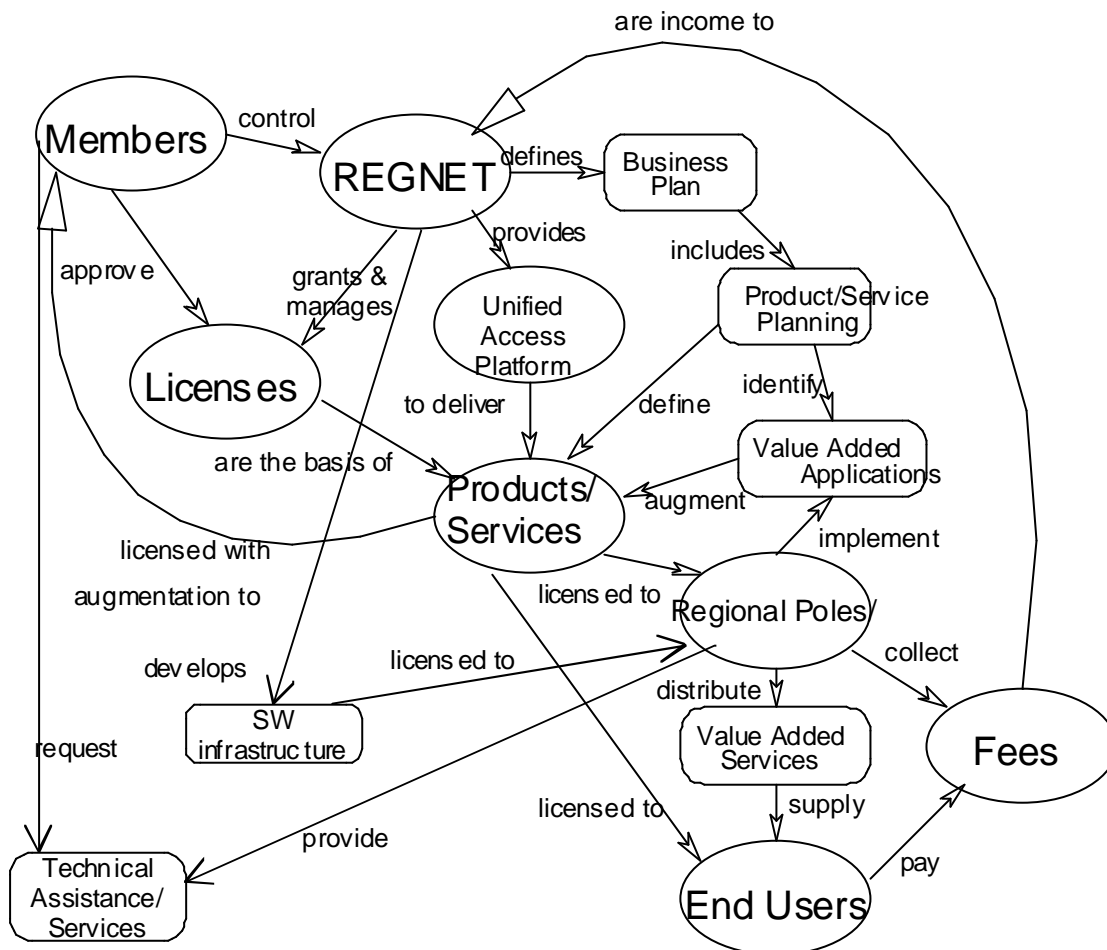 are income to
Members
control
REGNET
defines
Business
Plan
provides
includes
approve
grants &
manages
Unified
Access
Platform
Product/Service
Planning
Licenses
to deliver
define
identify
are the basis of
Value Added
Applications
Products/
Services
augment
implement
licensed with
augmentation to
licensed to
Regional Poles/
develops
licensed to
collect
distribute
SW
infrastructure
request
Value Added
Services
Fees
licensed to
supply
provide
pay
Technical
Assistance/
Services
End Users